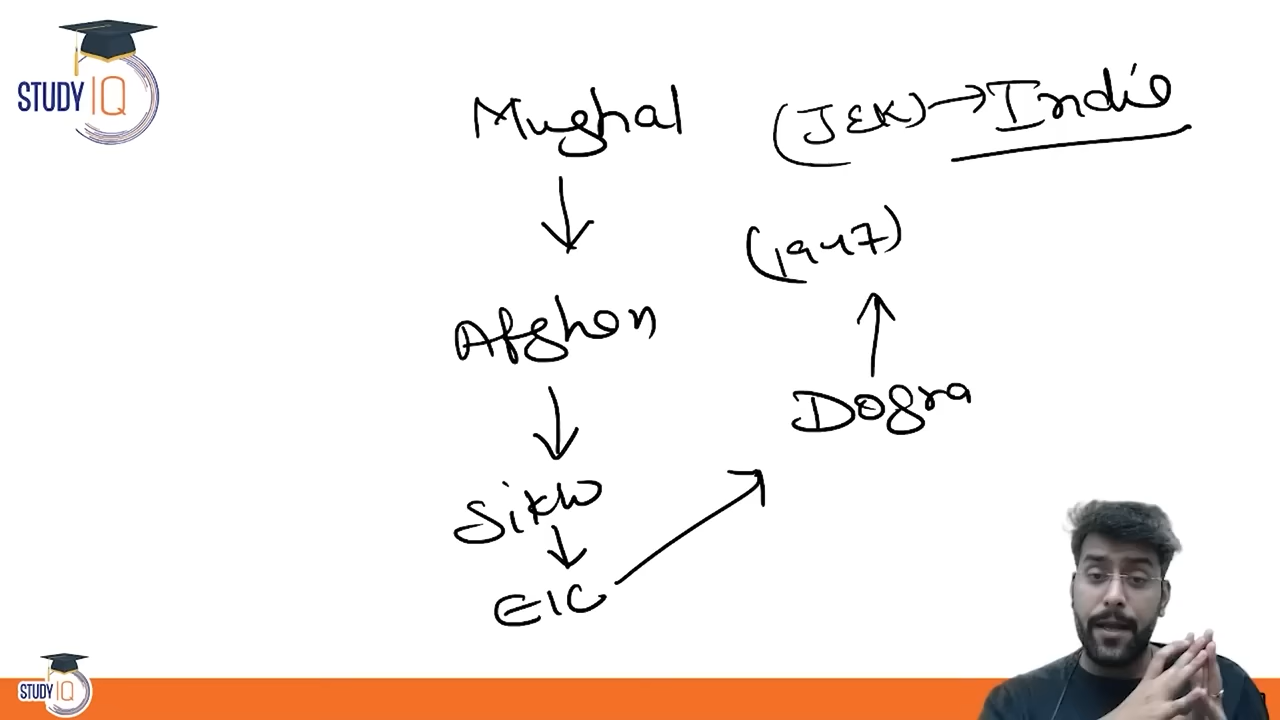 STUDY IQ
Mughal
(J&K) → India
(1947)
Afghan
Dogra
Sikh
EIC
STUDY IQ